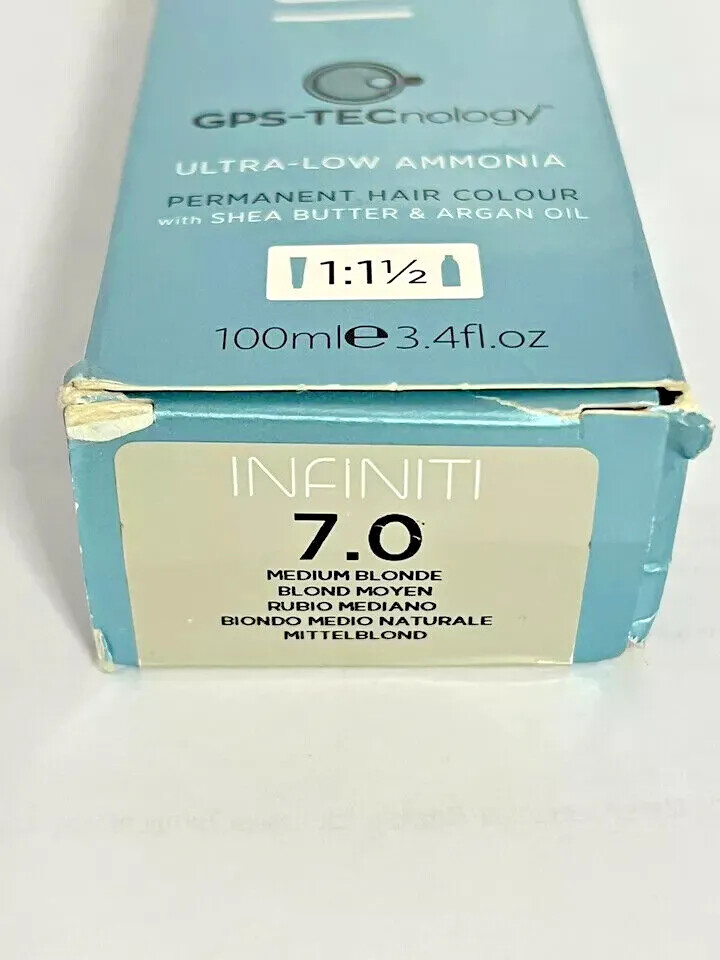 GPS-TECnology™
ULTRA-LOW AMMONIA
PERMANENT HAIR COLOUR
with SHEA BUTTER & ARGAN OIL
1:1½
100ml℮3.4fl.oz
INFINITI
7.0
MEDIUM BLONDE
BLOND MOYEN
RUBIO MEDIANO
BIONDO MEDIO NATURALE
MITTELBLOND